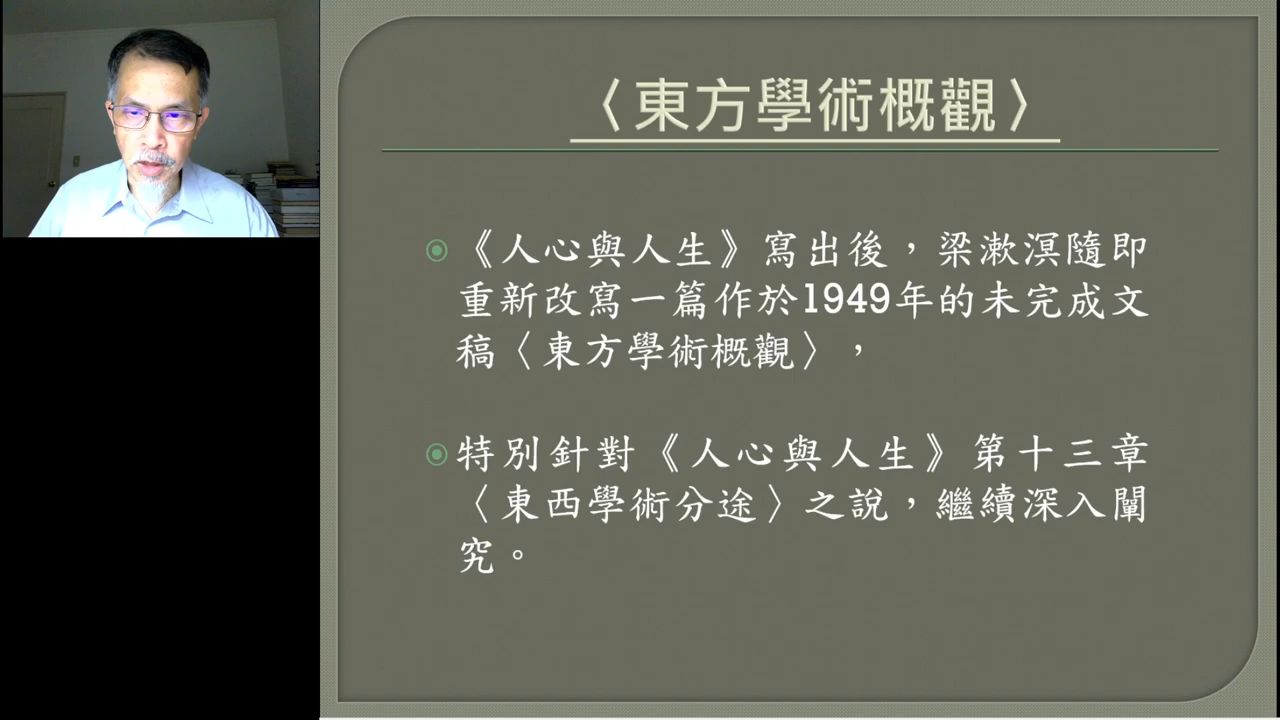 〈東方學術概觀〉
《人心與人生》寫出後，梁漱溟隨即
重新改寫一篇作於1949年的未完成文
稿〈東方學術概觀〉，
特別針對《人心與人生》第十三章
〈東西學術分途〉之說，繼續深入闡
究。